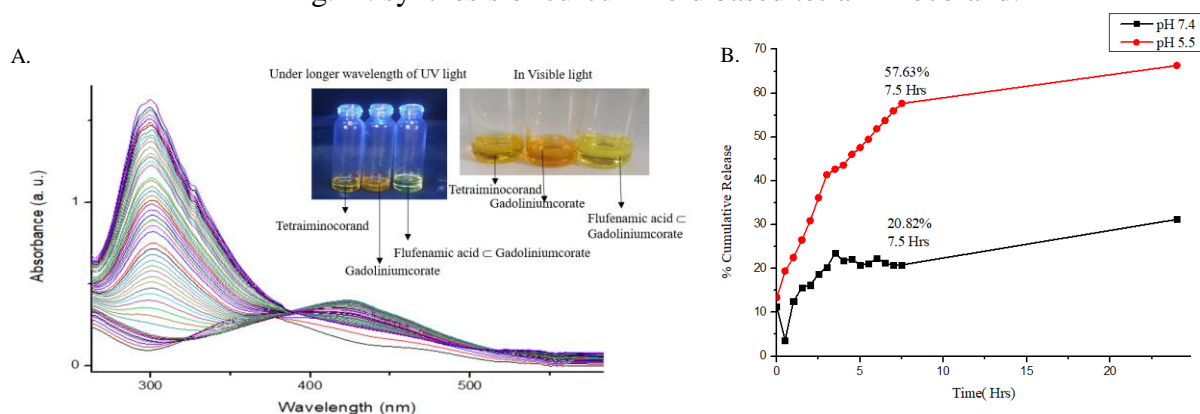 A.
Under longer wavelength of UV light
In Visible light
Tetraiminocorand
Gadoliniumcorate
Flufenamic acid ⊂ Gadoliniumcorate
Tetraiminocorand
Gadoliniumcorate
Flufenamic acid ⊂
Gadoliniumcorate
Absorbance (a. u.)
1
0
300
400
500
Wavelength (nm)
B.
pH 7.4
pH 5.5
57.63%
7.5 Hrs
20.82%
7.5 Hrs
% Cumulative Release
70
60
50
40
30
20
10
0
0
5
10
15
20
Time( Hrs)